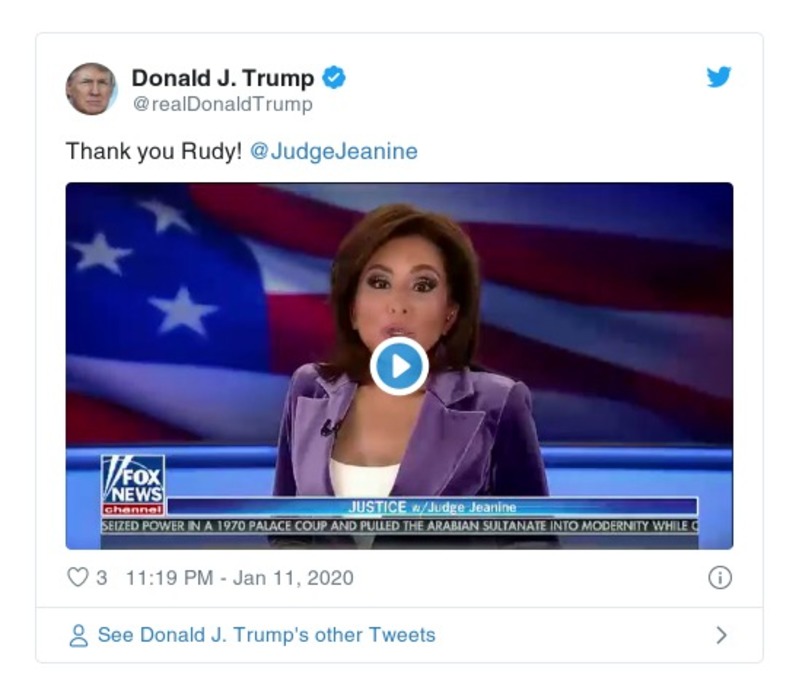 Donald J. Trump
@realDonaldTrump
Thank you Rudy! @JudgeJeanine
FOX
NEWS
channel
JUSTICE w/Judge Jeanine
SEIZED POWER IN A 1970 PALACE COUP AND PULLED THE ARABIAN SULTANATE INTO MODERNITY WHILE
3 11:19 PM - Jan 11, 2020
See Donald J. Trump's other Tweets